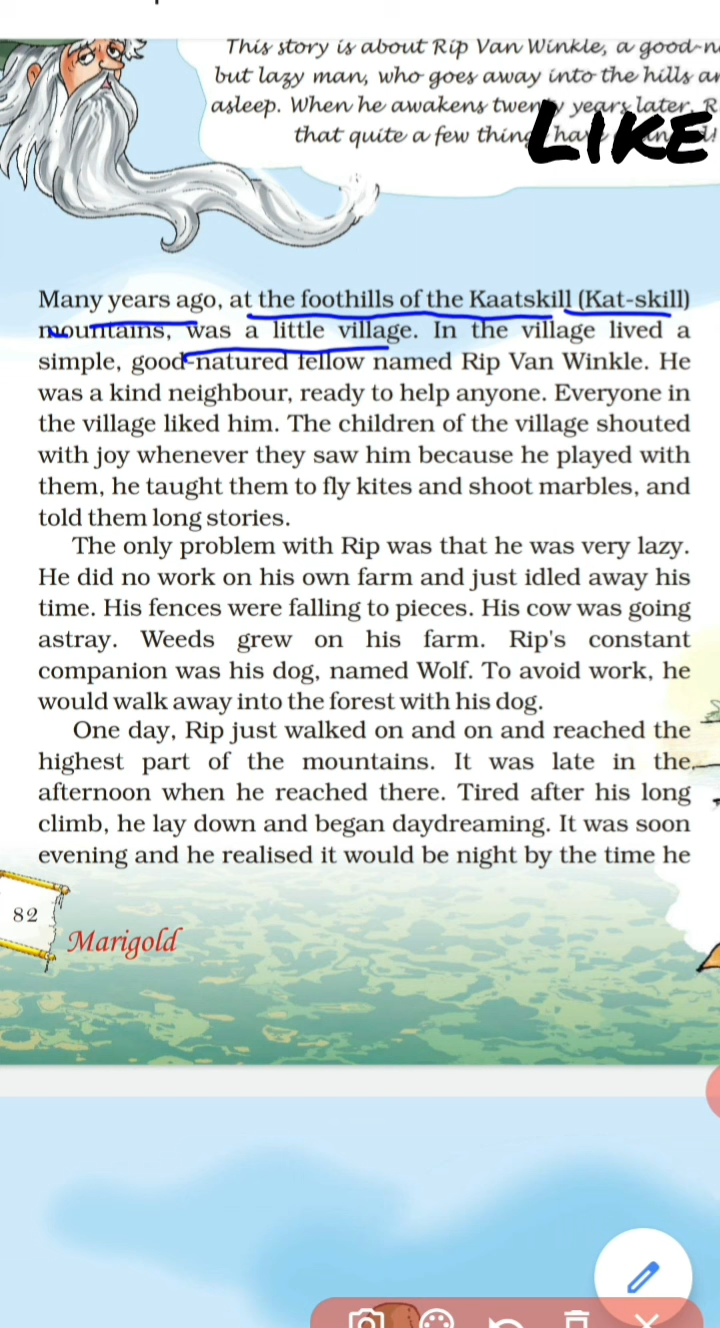 This story is about Rip Van Winkle, a good-n
but lazy man, who goes away into the hills
asleep. When he awakens twenty years later, R
that quite a few things have
LIKE
Many years ago, at the foothills of the Kaatskill (Kat-skill)
mountains, was a little village. In the village lived a
simple, good-natured fellow named Rip Van Winkle. He
was a kind neighbour, ready to help anyone. Everyone in
the village liked him. The children of the village shouted
with joy whenever they saw him because he played with
them, he taught them to fly kites and shoot marbles, and
told them long stories.
The only problem with Rip was that he was very lazy.
He did no work on his own farm and just idled away his
time. His fences were falling to pieces. His cow was going
astray. Weeds grew on his farm. Rip's constant
companion was his dog, named Wolf. To avoid work, he
would walk away into the forest with his dog.
One day, Rip just walked on and on and reached the
highest part of the mountains. It was late in the
afternoon when he reached there. Tired after his long
climb, he lay down and began daydreaming. It was soon
evening and he realised it would be night by the time he
82
Marigold